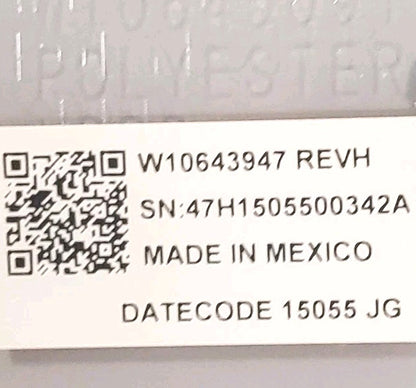 POLYESTER
W10643947 REVH
SN:47H1505500342A
MADE IN MEXICO
DATECODE 15055 JG